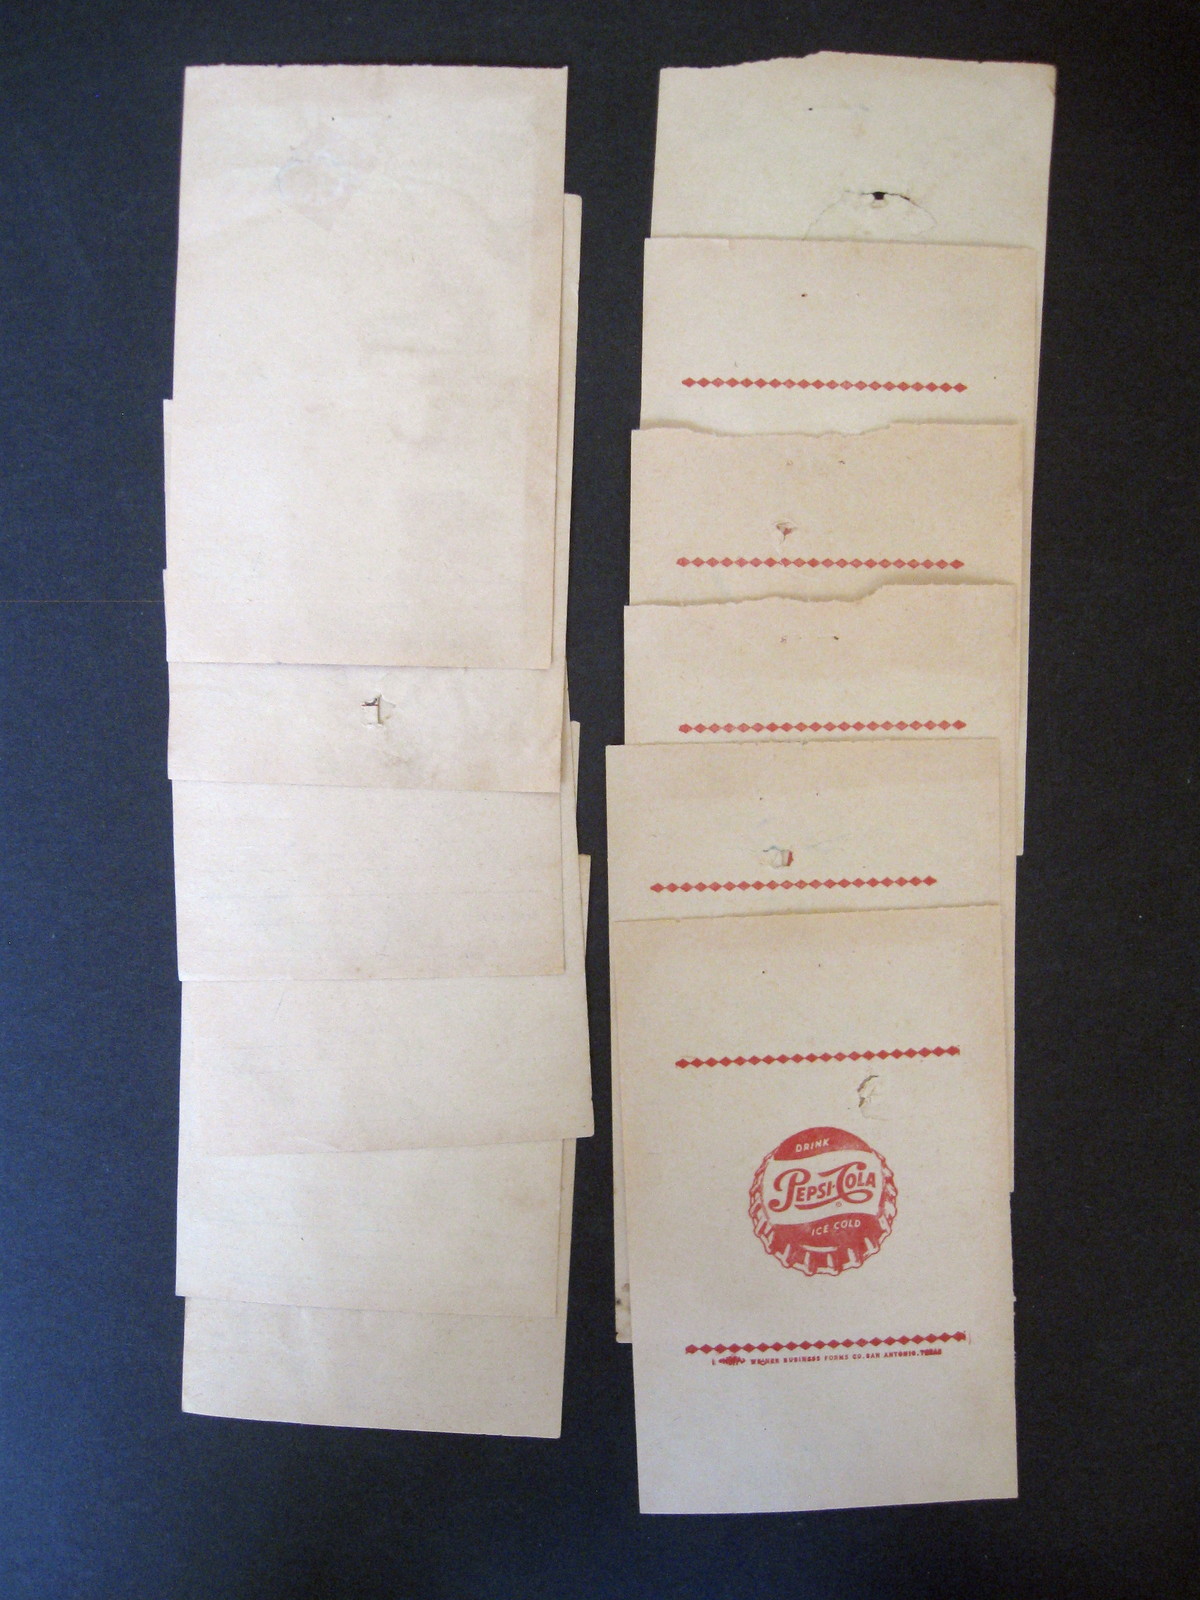 DRINK
PEPSI-COLA
ICE COLD
BUSINESS FORMS CO. SAN ANTONIO, TEXAS